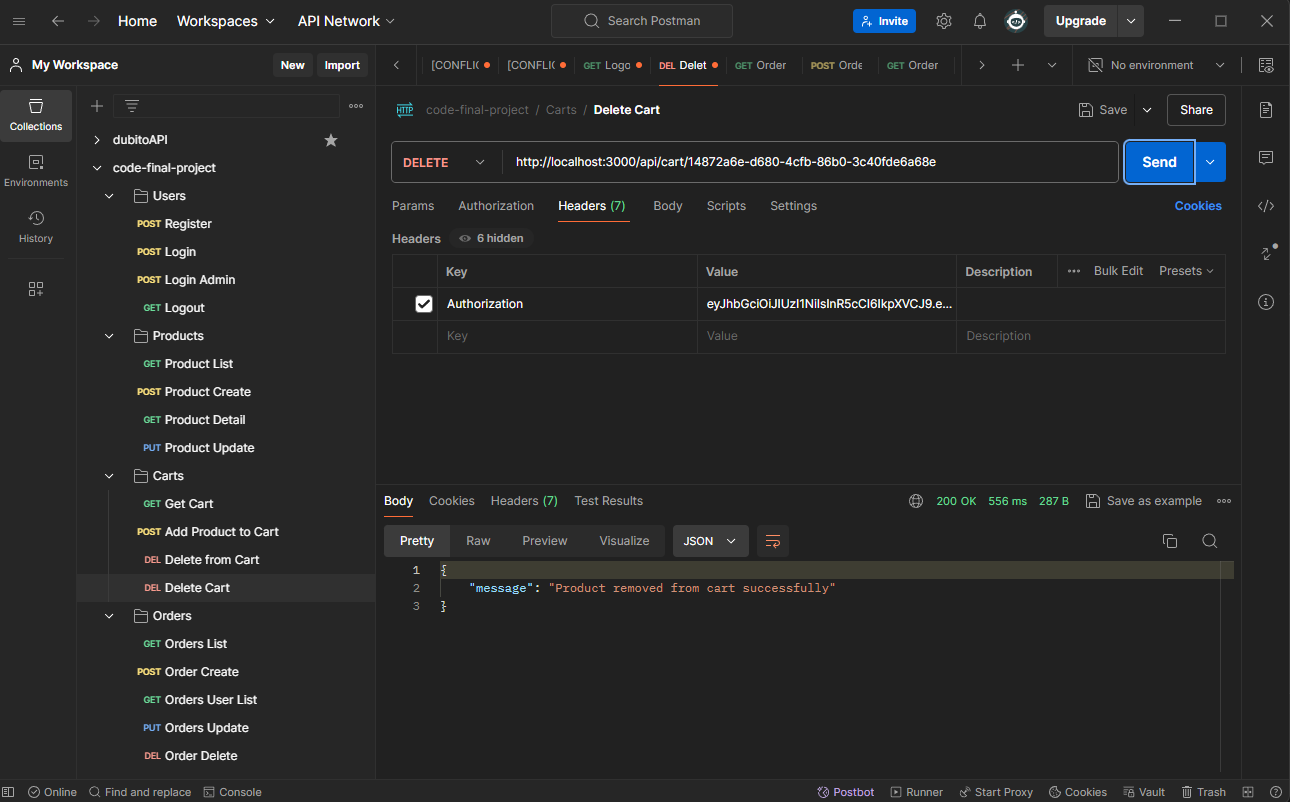 Home Workspaces API Network Search Postman Invite Upgrade
My Workspace New Import [CONFLIC [CONFLIC GET Logo DEL Delet GET Order POST Orde GET Order No environment
Collections
Environments
History
dubitoAPI
code-final-project
Users
POST Register
POST Login
POST Login Admin
GET Logout
Products
GET Product List
POST Product Create
GET Product Detail
PUT Product Update
Carts
GET Get Cart
POST Add Product to Cart
DEL Delete from Cart
DEL Delete Cart
Orders
GET Orders List
POST Order Create
GET Orders User List
PUT Orders Update
DEL Order Delete
HTTP code-final-project / Carts / Delete Cart Save Share
DELETE http://localhost:3000/api/cart/14872a6e-d680-4cfb-86b0-3c40fde6a68e Send
Params Authorization Headers (7) Body Scripts Settings Cookies
Headers 6 hidden
Key Value Description Bulk Edit Presets
Authorization eyJhbGciOiJIUzI1NiIsInR5cCI6IkpXVCJ9.e...
Key Value Description
Body Cookies Headers (7) Test Results 200 OK 556 ms 287 B Save as example
Pretty Raw Preview Visualize JSON
1 {
2 "message": "Product removed from cart successfully"
3 }
Online Find and replace Console Postbot Runner Start Proxy Cookies Vault Trash